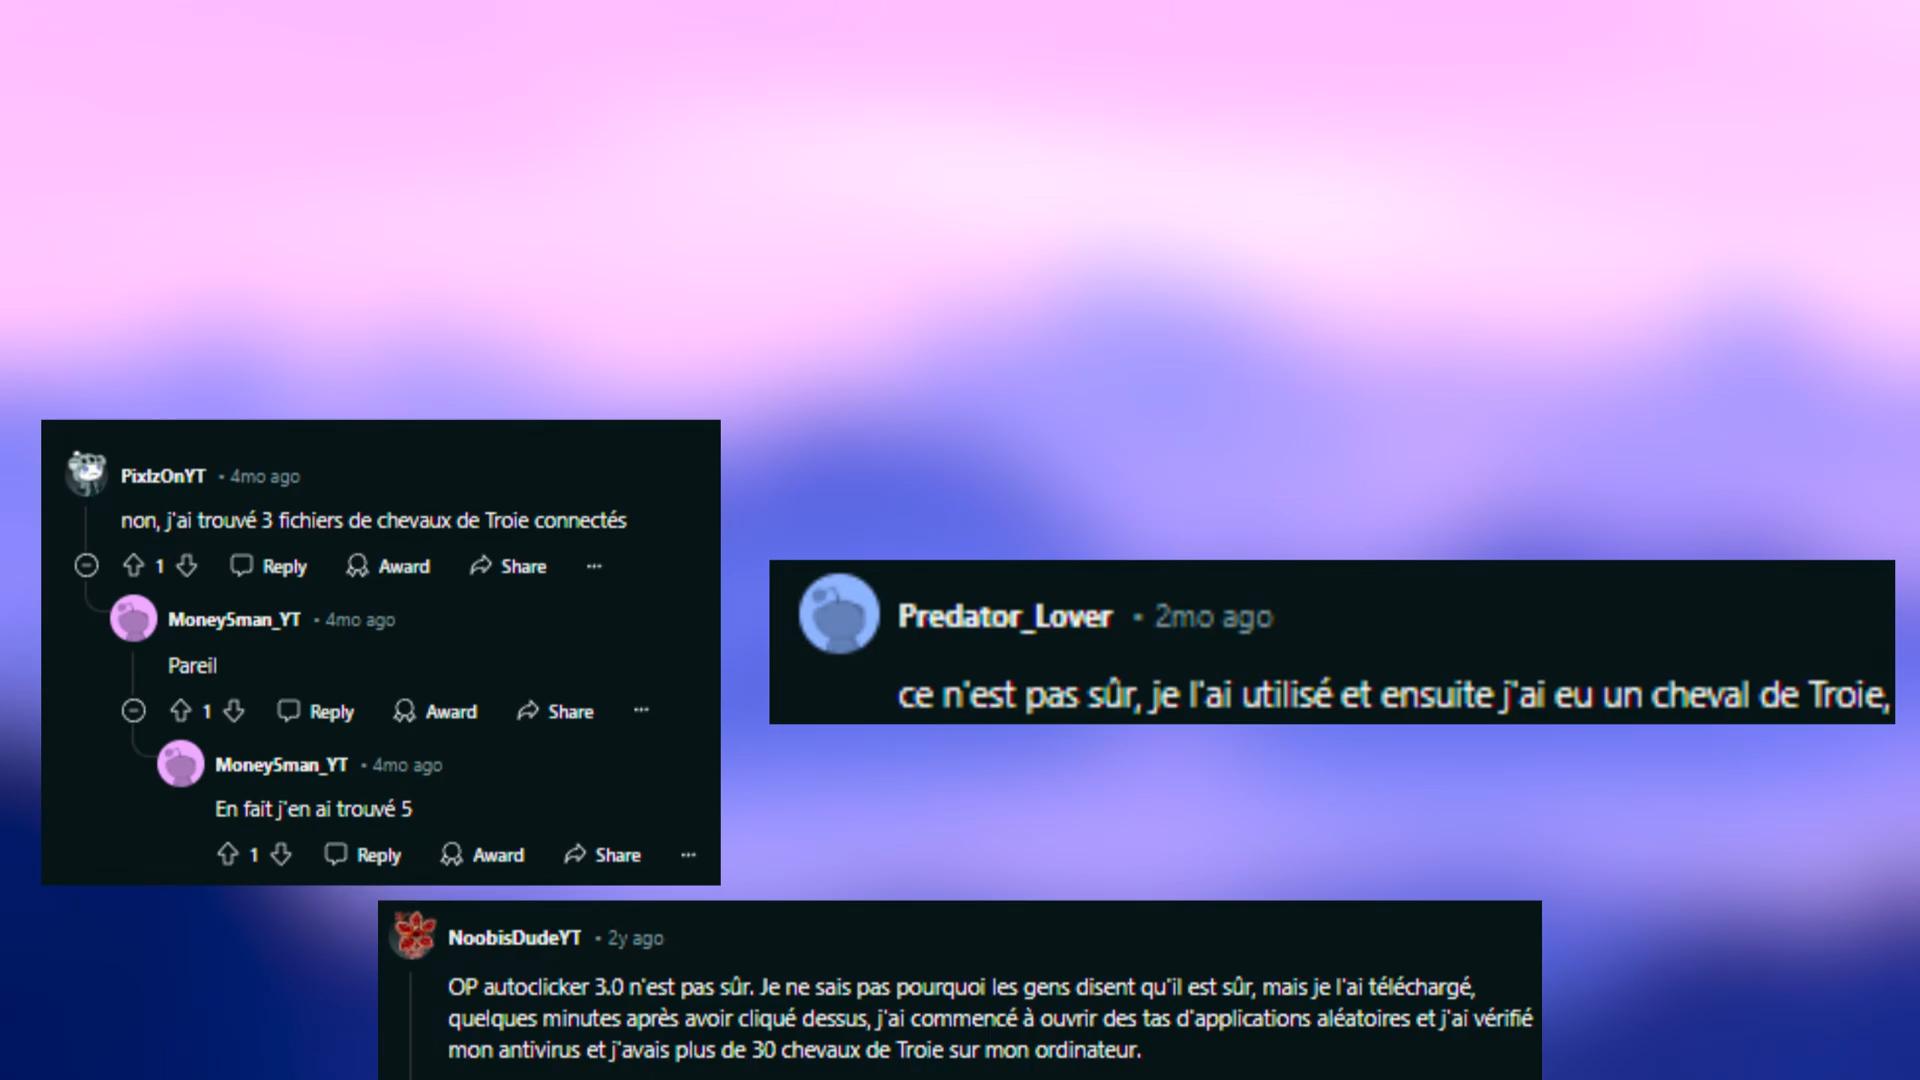 PixlzOnYT • 4mo ago
non, j'ai trouvé 3 fichiers de chevaux de Troie connectés
1 Reply Award Share ...
Money5man_YT • 4mo ago
Pareil
1 Reply Award Share ...
Money5man_YT • 4mo ago
En fait j'en ai trouvé 5
1 Reply Award Share ...
Predator_Lover • 2mo ago
ce n'est pas sûr, je l'ai utilisé et ensuite j'ai eu un cheval de Troie,
NoobisDudeYT • 2y ago
OP autoclicker 3.0 n'est pas sûr. Je ne sais pas pourquoi les gens disent qu'il est sûr, mais je l'ai téléchargé,
quelques minutes après avoir cliqué dessus, j'ai commencé à ouvrir des tas d'applications aléatoires et j'ai vérifié
mon antivirus et j'avais plus de 30 chevaux de Troie sur mon ordinateur.